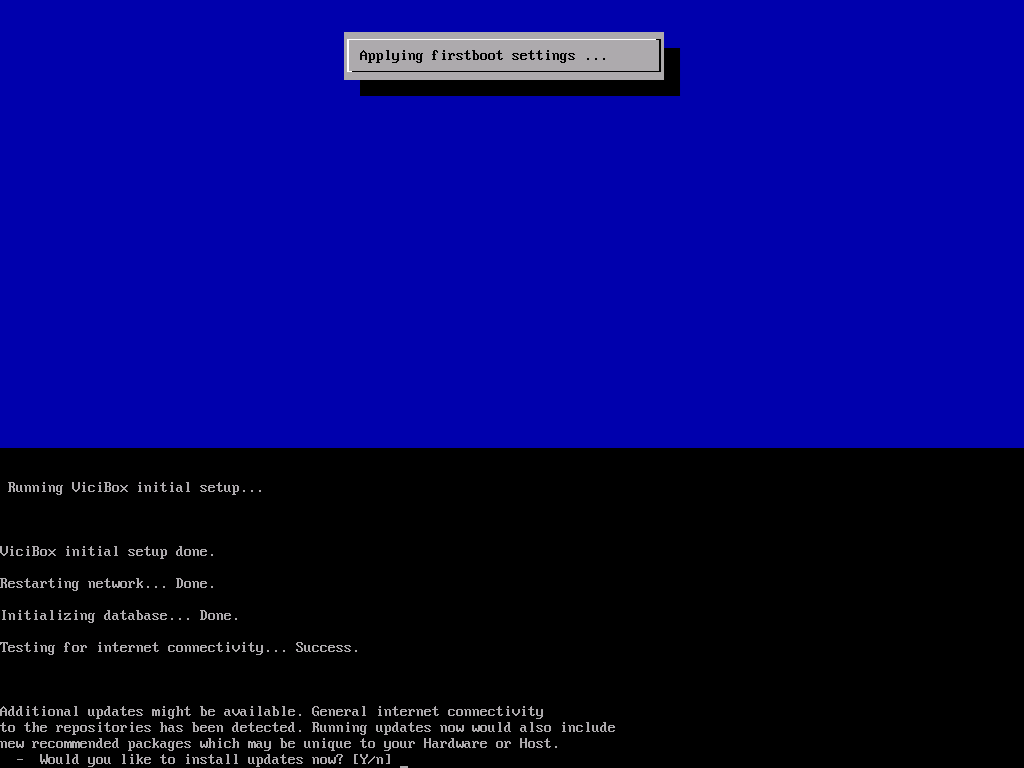 Applying firstboot settings ...
Running ViciBox initial setup...
ViciBox initial setup done.
Restarting network... Done.
Initializing database... Done.
Testing for internet connectivity... Success.
Additional updates might be available. General internet connectivity
to the repositories has been detected. Running updates now would also include
new recommended packages which may be unique to your Hardware or Host.
-  Would you like to install updates now? [Y/n] _